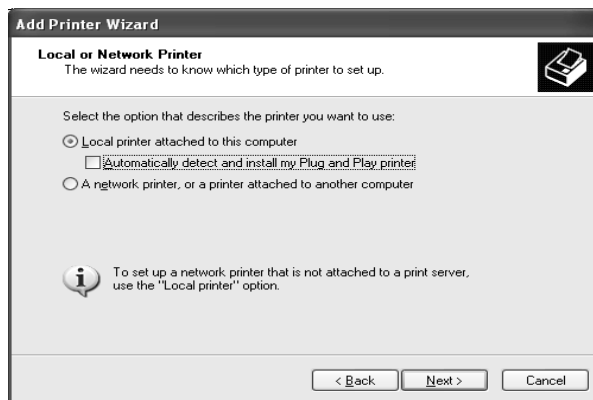 Add Printer Wizard
Local or Network Printer
The wizard needs to know which type of printer to set up.
Select the option that describes the printer you want to use:
Local printer attached to this computer
Automatically detect and install my Plug and Play printer
A network printer, or a printer attached to another computer
To set up a network printer that is not attached to a print server,
use the "Local printer" option.
< Back
Next >
Cancel